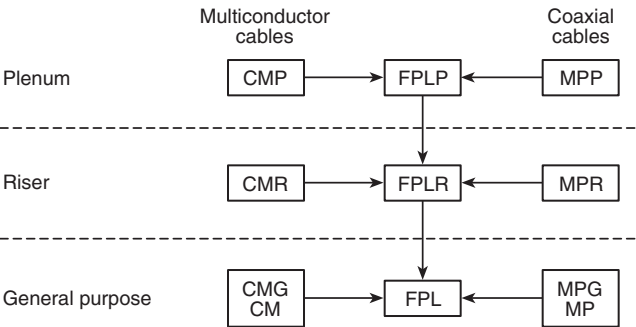 Multiconductor
cables
Coaxial
cables
Plenum
CMP
FPLP
MPP
Riser
CMR
FPLR
MPR
General purpose
CMG
CM
FPL
MPG
MP